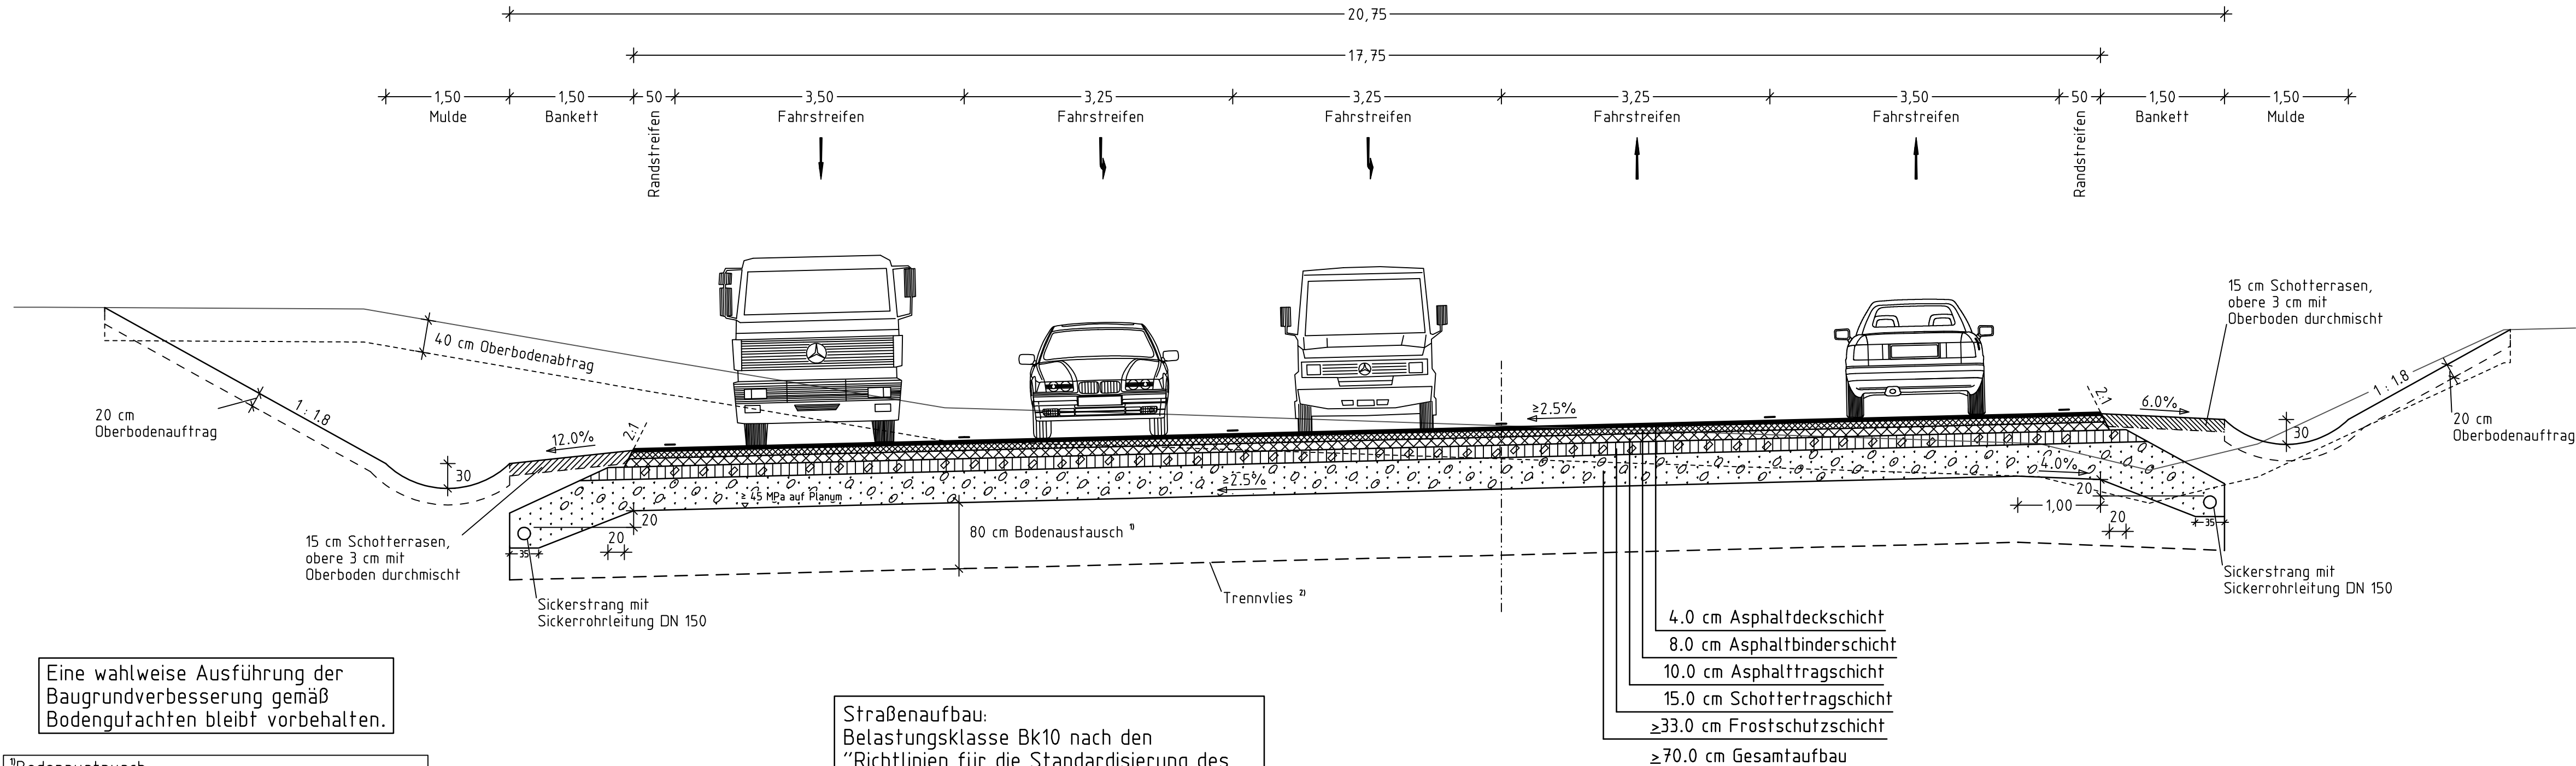 20,75
17,75
1,50 1,50 50 3,50 3,25 3,25 3,25 3,50 50 1,50 1,50
Mulde Bankett Randstreifen Fahrstreifen Fahrstreifen Fahrstreifen Fahrstreifen Fahrstreifen Randstreifen Bankett Mulde
15 cm Schotterrasen,
obere 3 cm mit
Oberboden durchmischt
40 cm Oberbodenabtrag
20 cm
Oberbodenauftrag
1 : 1.8
12.0%
2:1
30
≥2.5%
2:1
6.0%
30
1 : 1.8
20 cm
Oberbodenauftrag
≥ 45 MPa auf Planum
≥2.5%
4.0%
20
20
35
80 cm Bodenaustausch 1)
1,00
20
20
35
15 cm Schotterrasen,
obere 3 cm mit
Oberboden durchmischt
Sickerstrang mit
Sickerrohrleitung DN 150
Trennvlies 2)
Sickerstrang mit
Sickerrohrleitung DN 150
4.0 cm Asphaltdeckschicht
8.0 cm Asphaltbinderschicht
10.0 cm Asphalttragschicht
15.0 cm Schottertragschicht
≥33.0 cm Frostschutzschicht
≥70.0 cm Gesamtaufbau
Eine wahlweise Ausführung der
Baugrundverbesserung gemäß
Bodengutachten bleibt vorbehalten.
Straßenaufbau:
Belastungsklasse Bk10 nach den
"Richtlinien für die Standardisierung des
1)Bodenaustausch